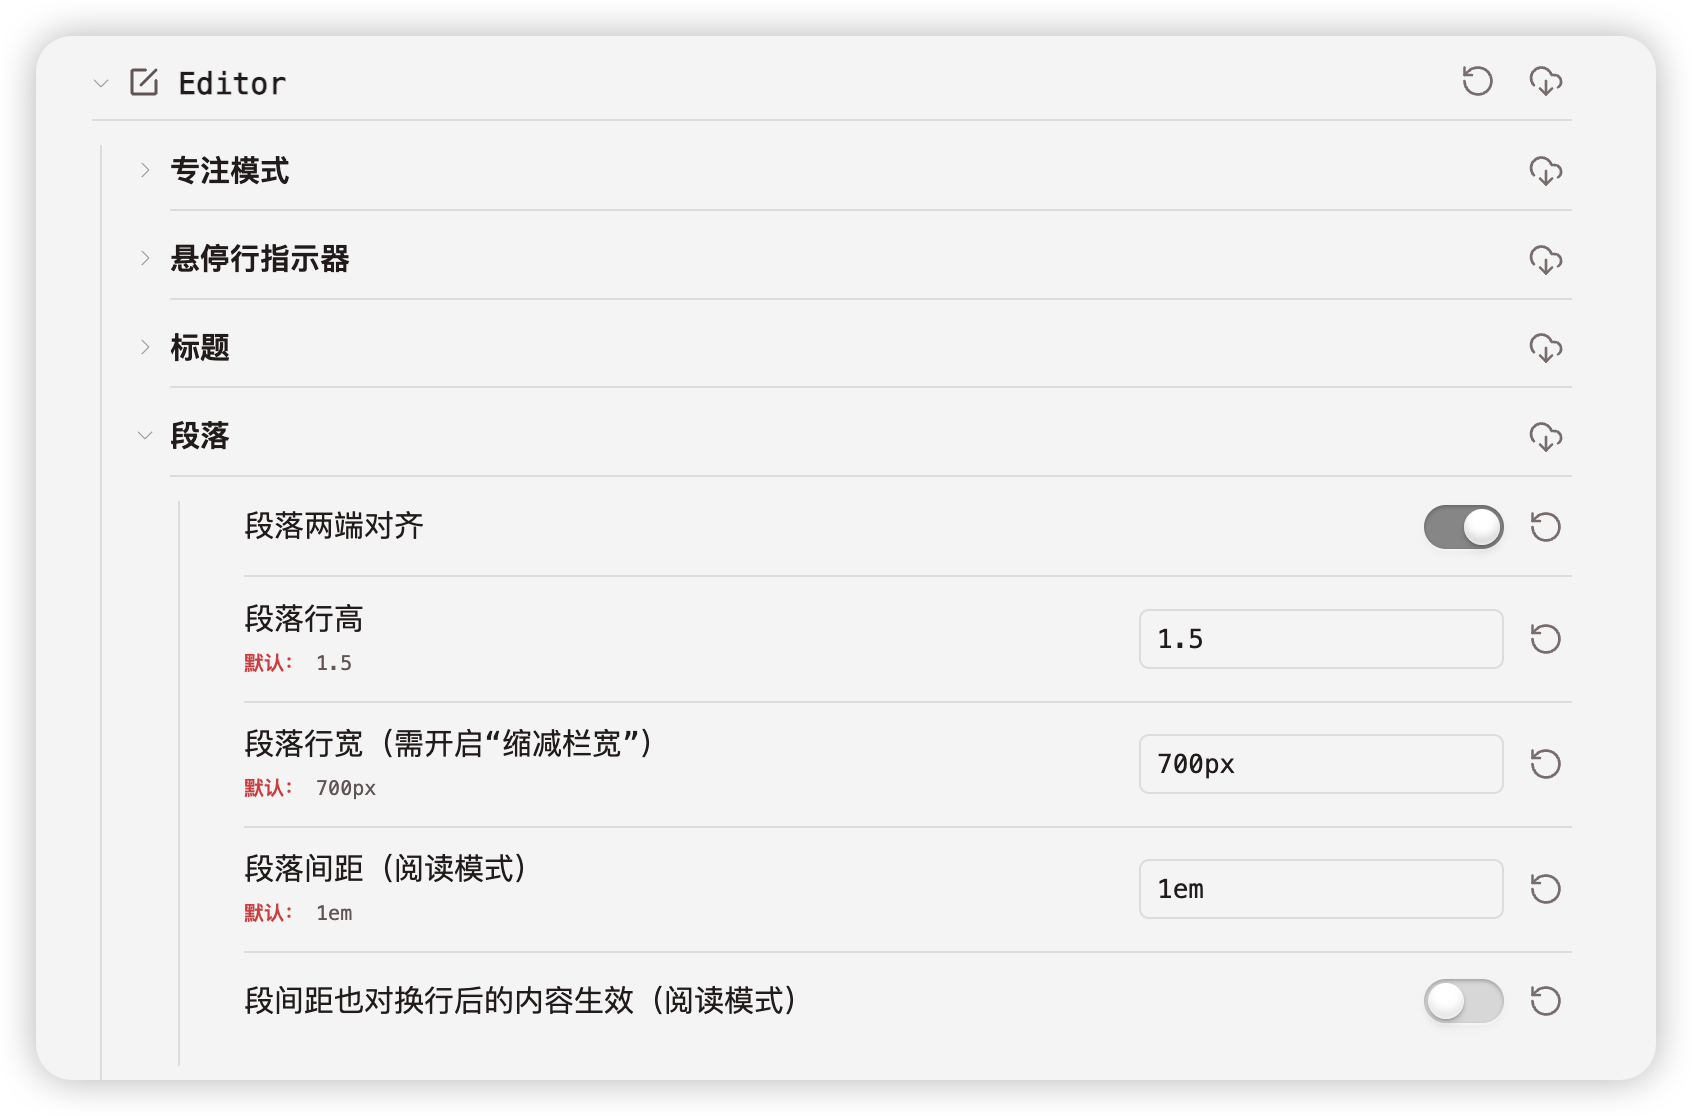 Editor
专注模式
悬停行指示器
标题
段落
段落两端对齐
段落行高
默认： 1.5
1.5
段落行宽（需开启“缩减栏宽”）
默认： 700px
700px
段落间距（阅读模式）
默认： 1em
1em
段间距也对换行后的内容生效（阅读模式）